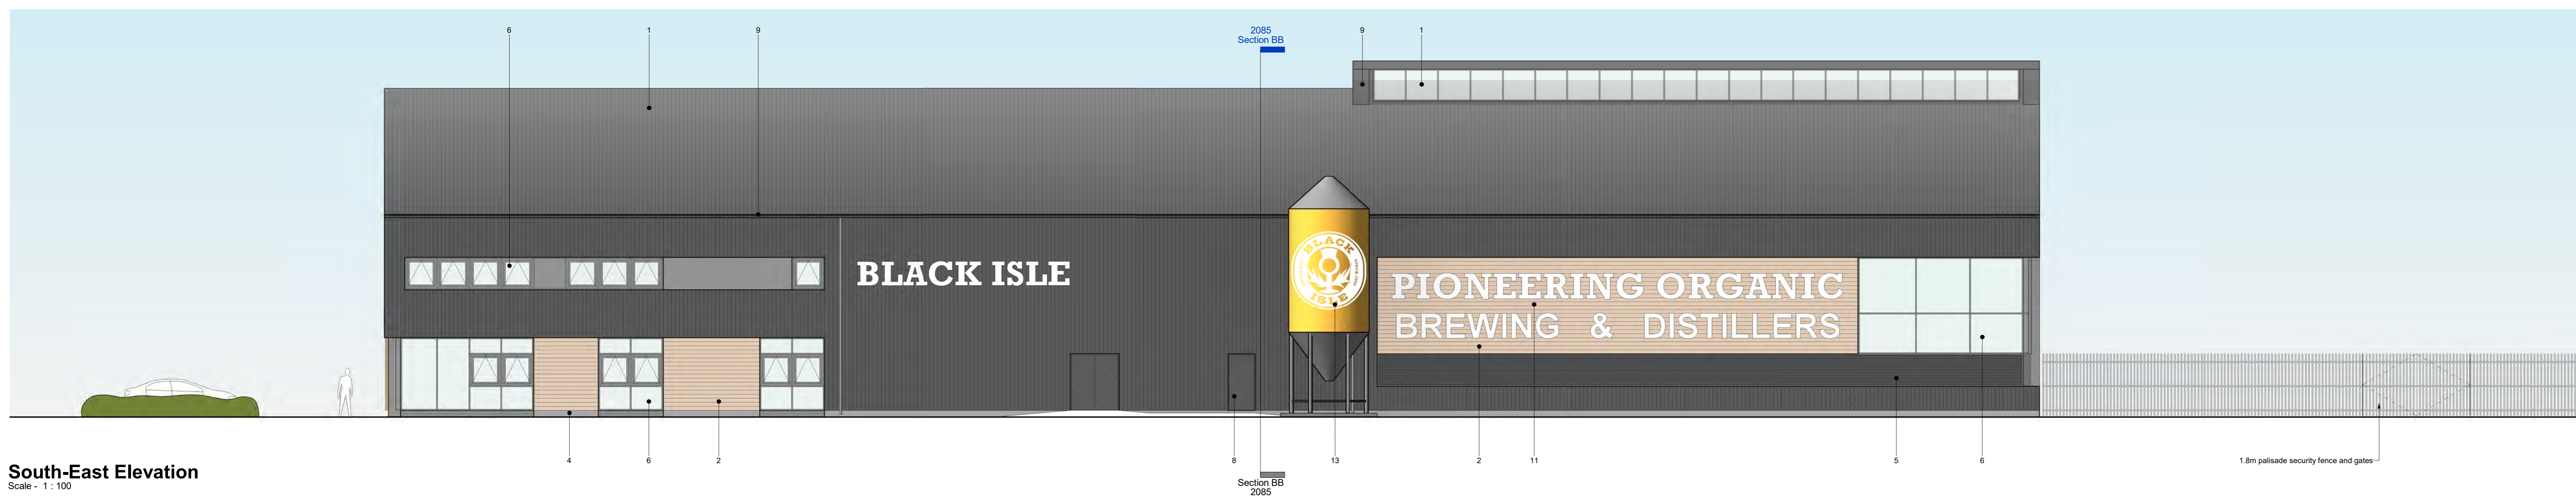 6
1
9
2085
Section BB
9
1
BLACK ISLE
BLACK
ISLE
PIONEERING ORGANIC
BREWING & DISTILLERS
4
6
2
8
13
2
11
5
6
1.8m palisade security fence and gates
South-East Elevation
Scale - 1 : 100
Section BB
2085